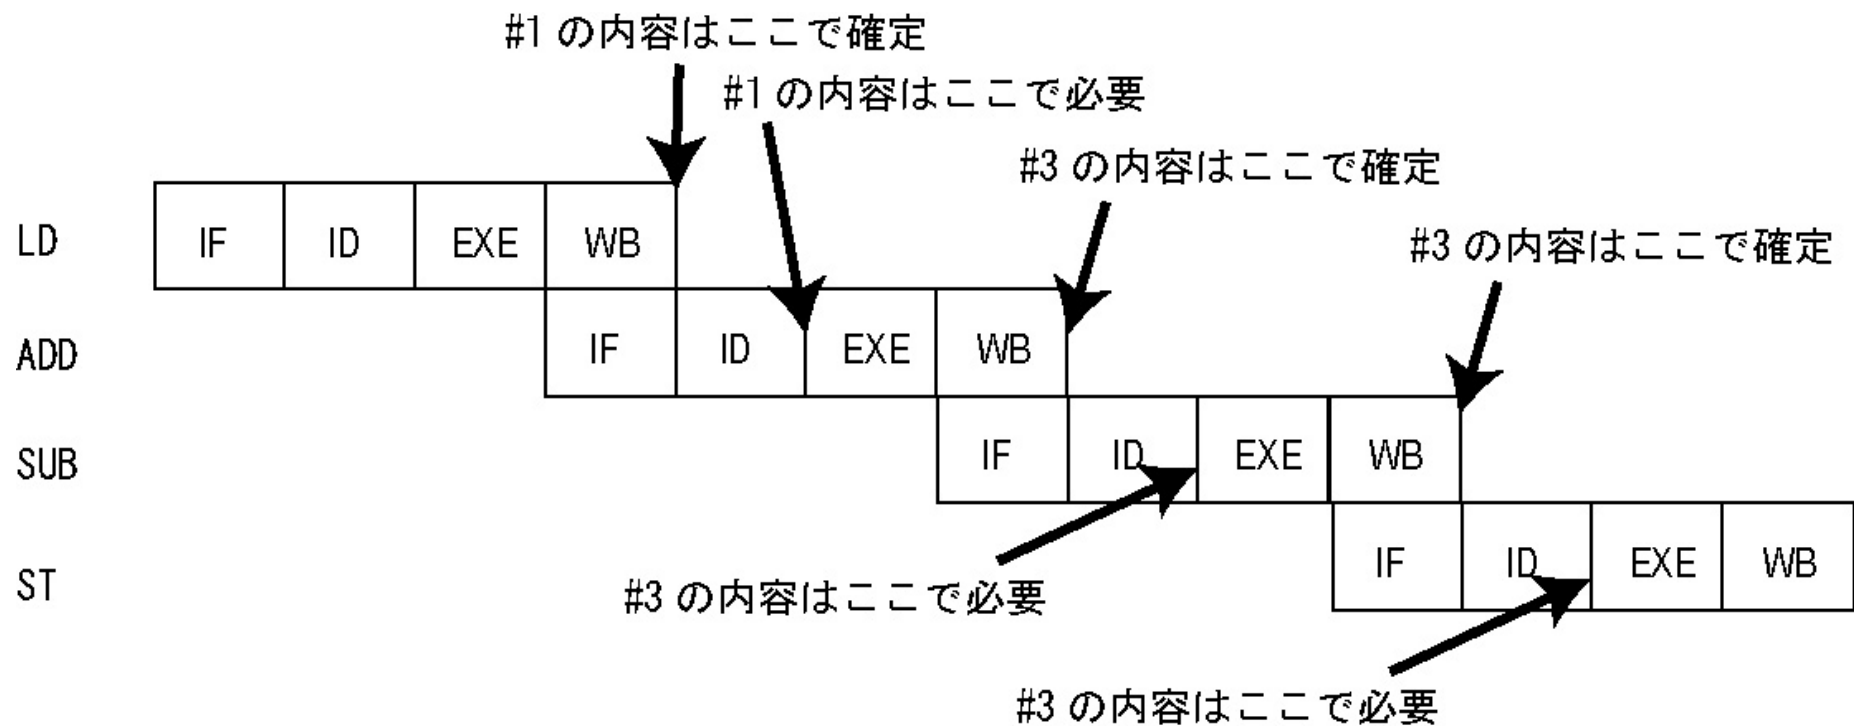 #1 の内容はここで確定
#1 の内容はここで必要
#3 の内容はここで確定
#3 の内容はここで確定
LD IF ID EXE WB
ADD IF ID EXE WB
SUB IF ID EXE WB
ST IF ID EXE WB
#3 の内容はここで必要
#3 の内容はここで必要